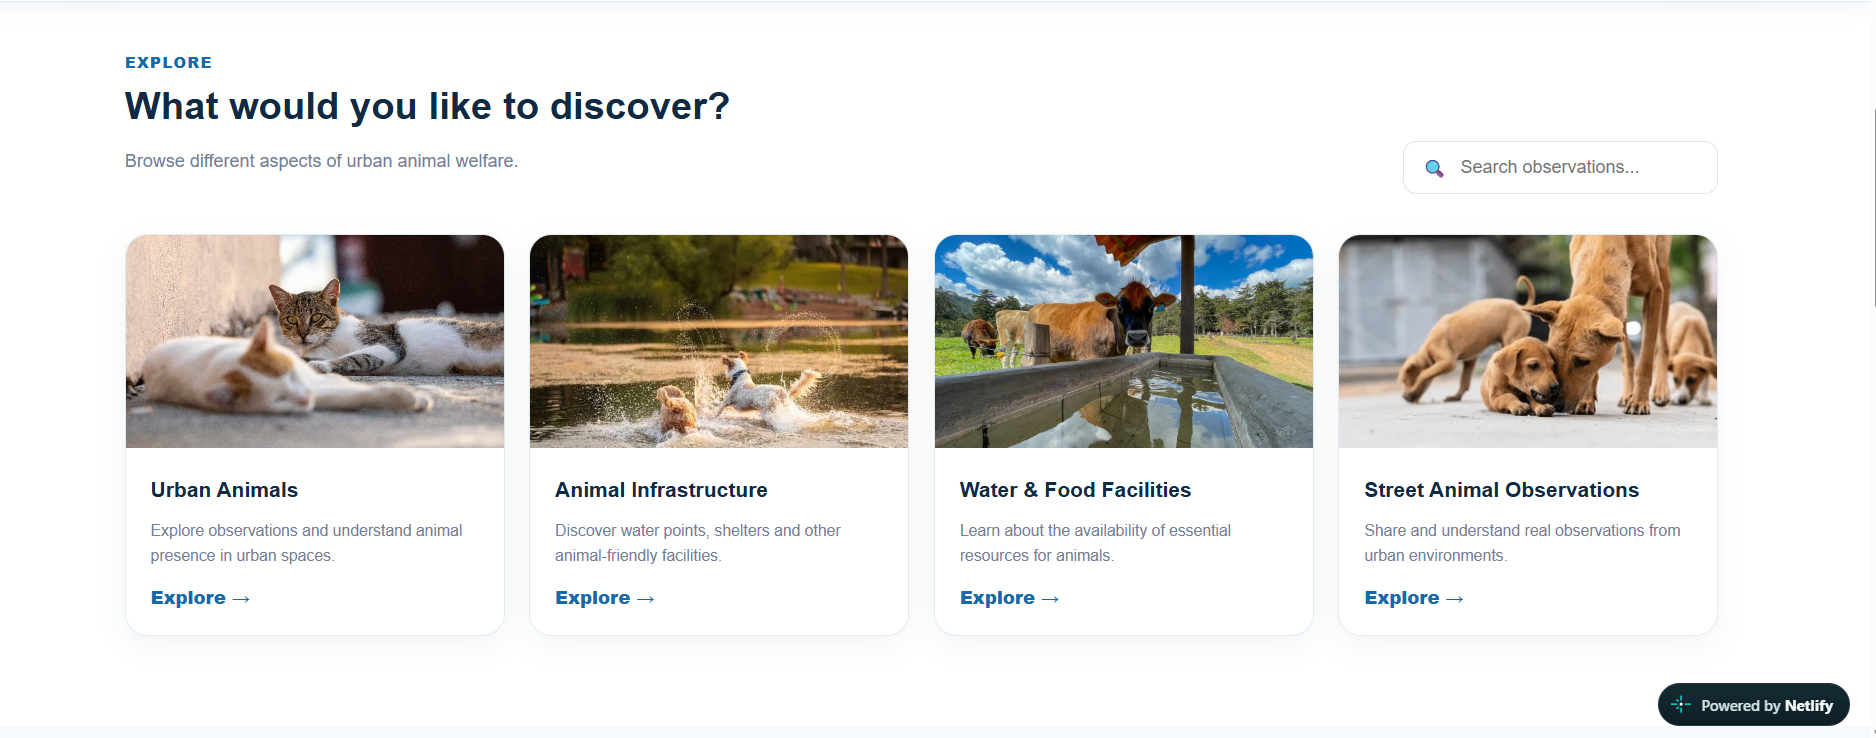 EXPLORE
What would you like to discover?
Browse different aspects of urban animal welfare.
Search observations...
Urban Animals
Explore observations and understand animal
presence in urban spaces.
Explore →
Animal Infrastructure
Discover water points, shelters and other
animal-friendly facilities.
Explore →
Water & Food Facilities
Learn about the availability of essential
resources for animals.
Explore →
Street Animal Observations
Share and understand real observations from
urban environments.
Explore →
Powered by Netlify